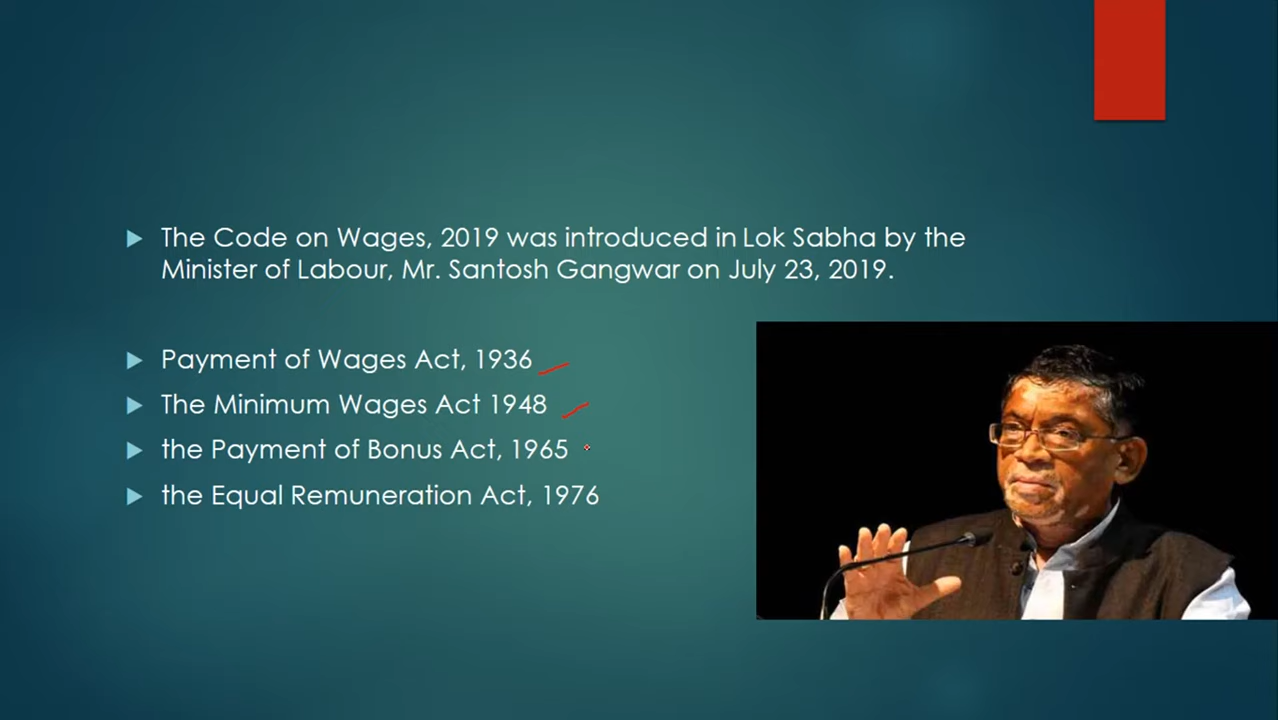 The Code on Wages, 2019 was introduced in Lok Sabha by the
Minister of Labour, Mr. Santosh Gangwar on July 23, 2019.
Payment of Wages Act, 1936
The Minimum Wages Act 1948
the Payment of Bonus Act, 1965
the Equal Remuneration Act, 1976